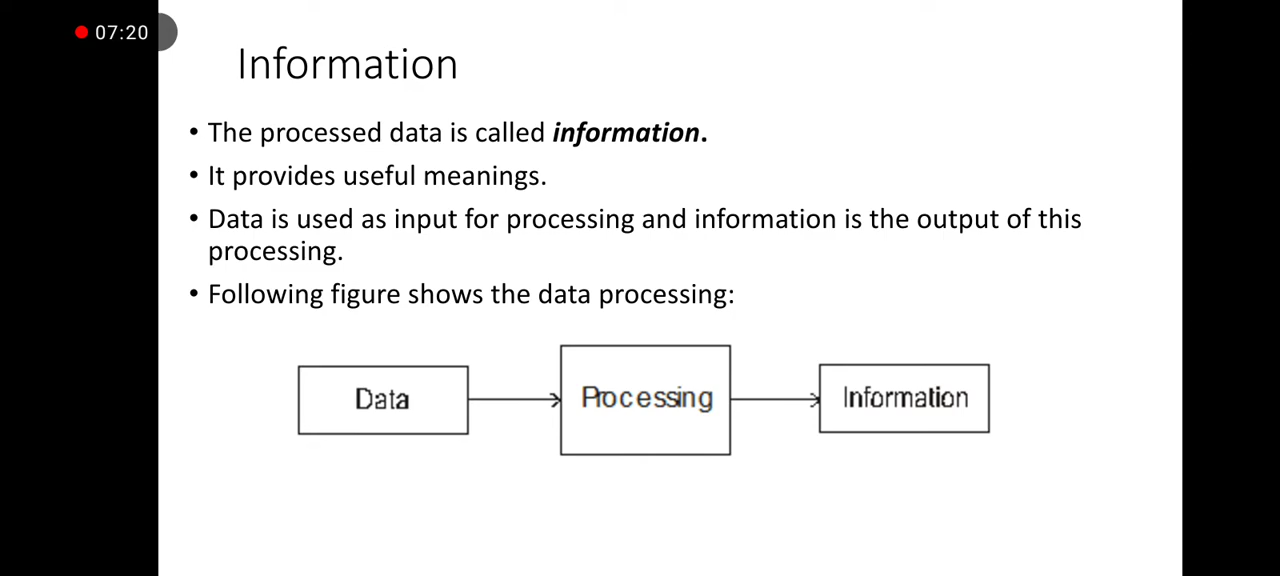 07:20
Information
• The processed data is called information.
• It provides useful meanings.
• Data is used as input for processing and information is the output of this
processing.
• Following figure shows the data processing:
Data
Processing
Information